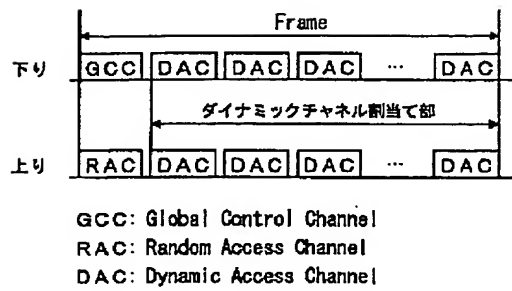 Frame
下り GCC DAC DAC DAC … DAC
ダイナミックチャネル割当て部
上り RAC DAC DAC DAC … DAC
GCC: Global Control Channel
RAC: Random Access Channel
DAC: Dynamic Access Channel